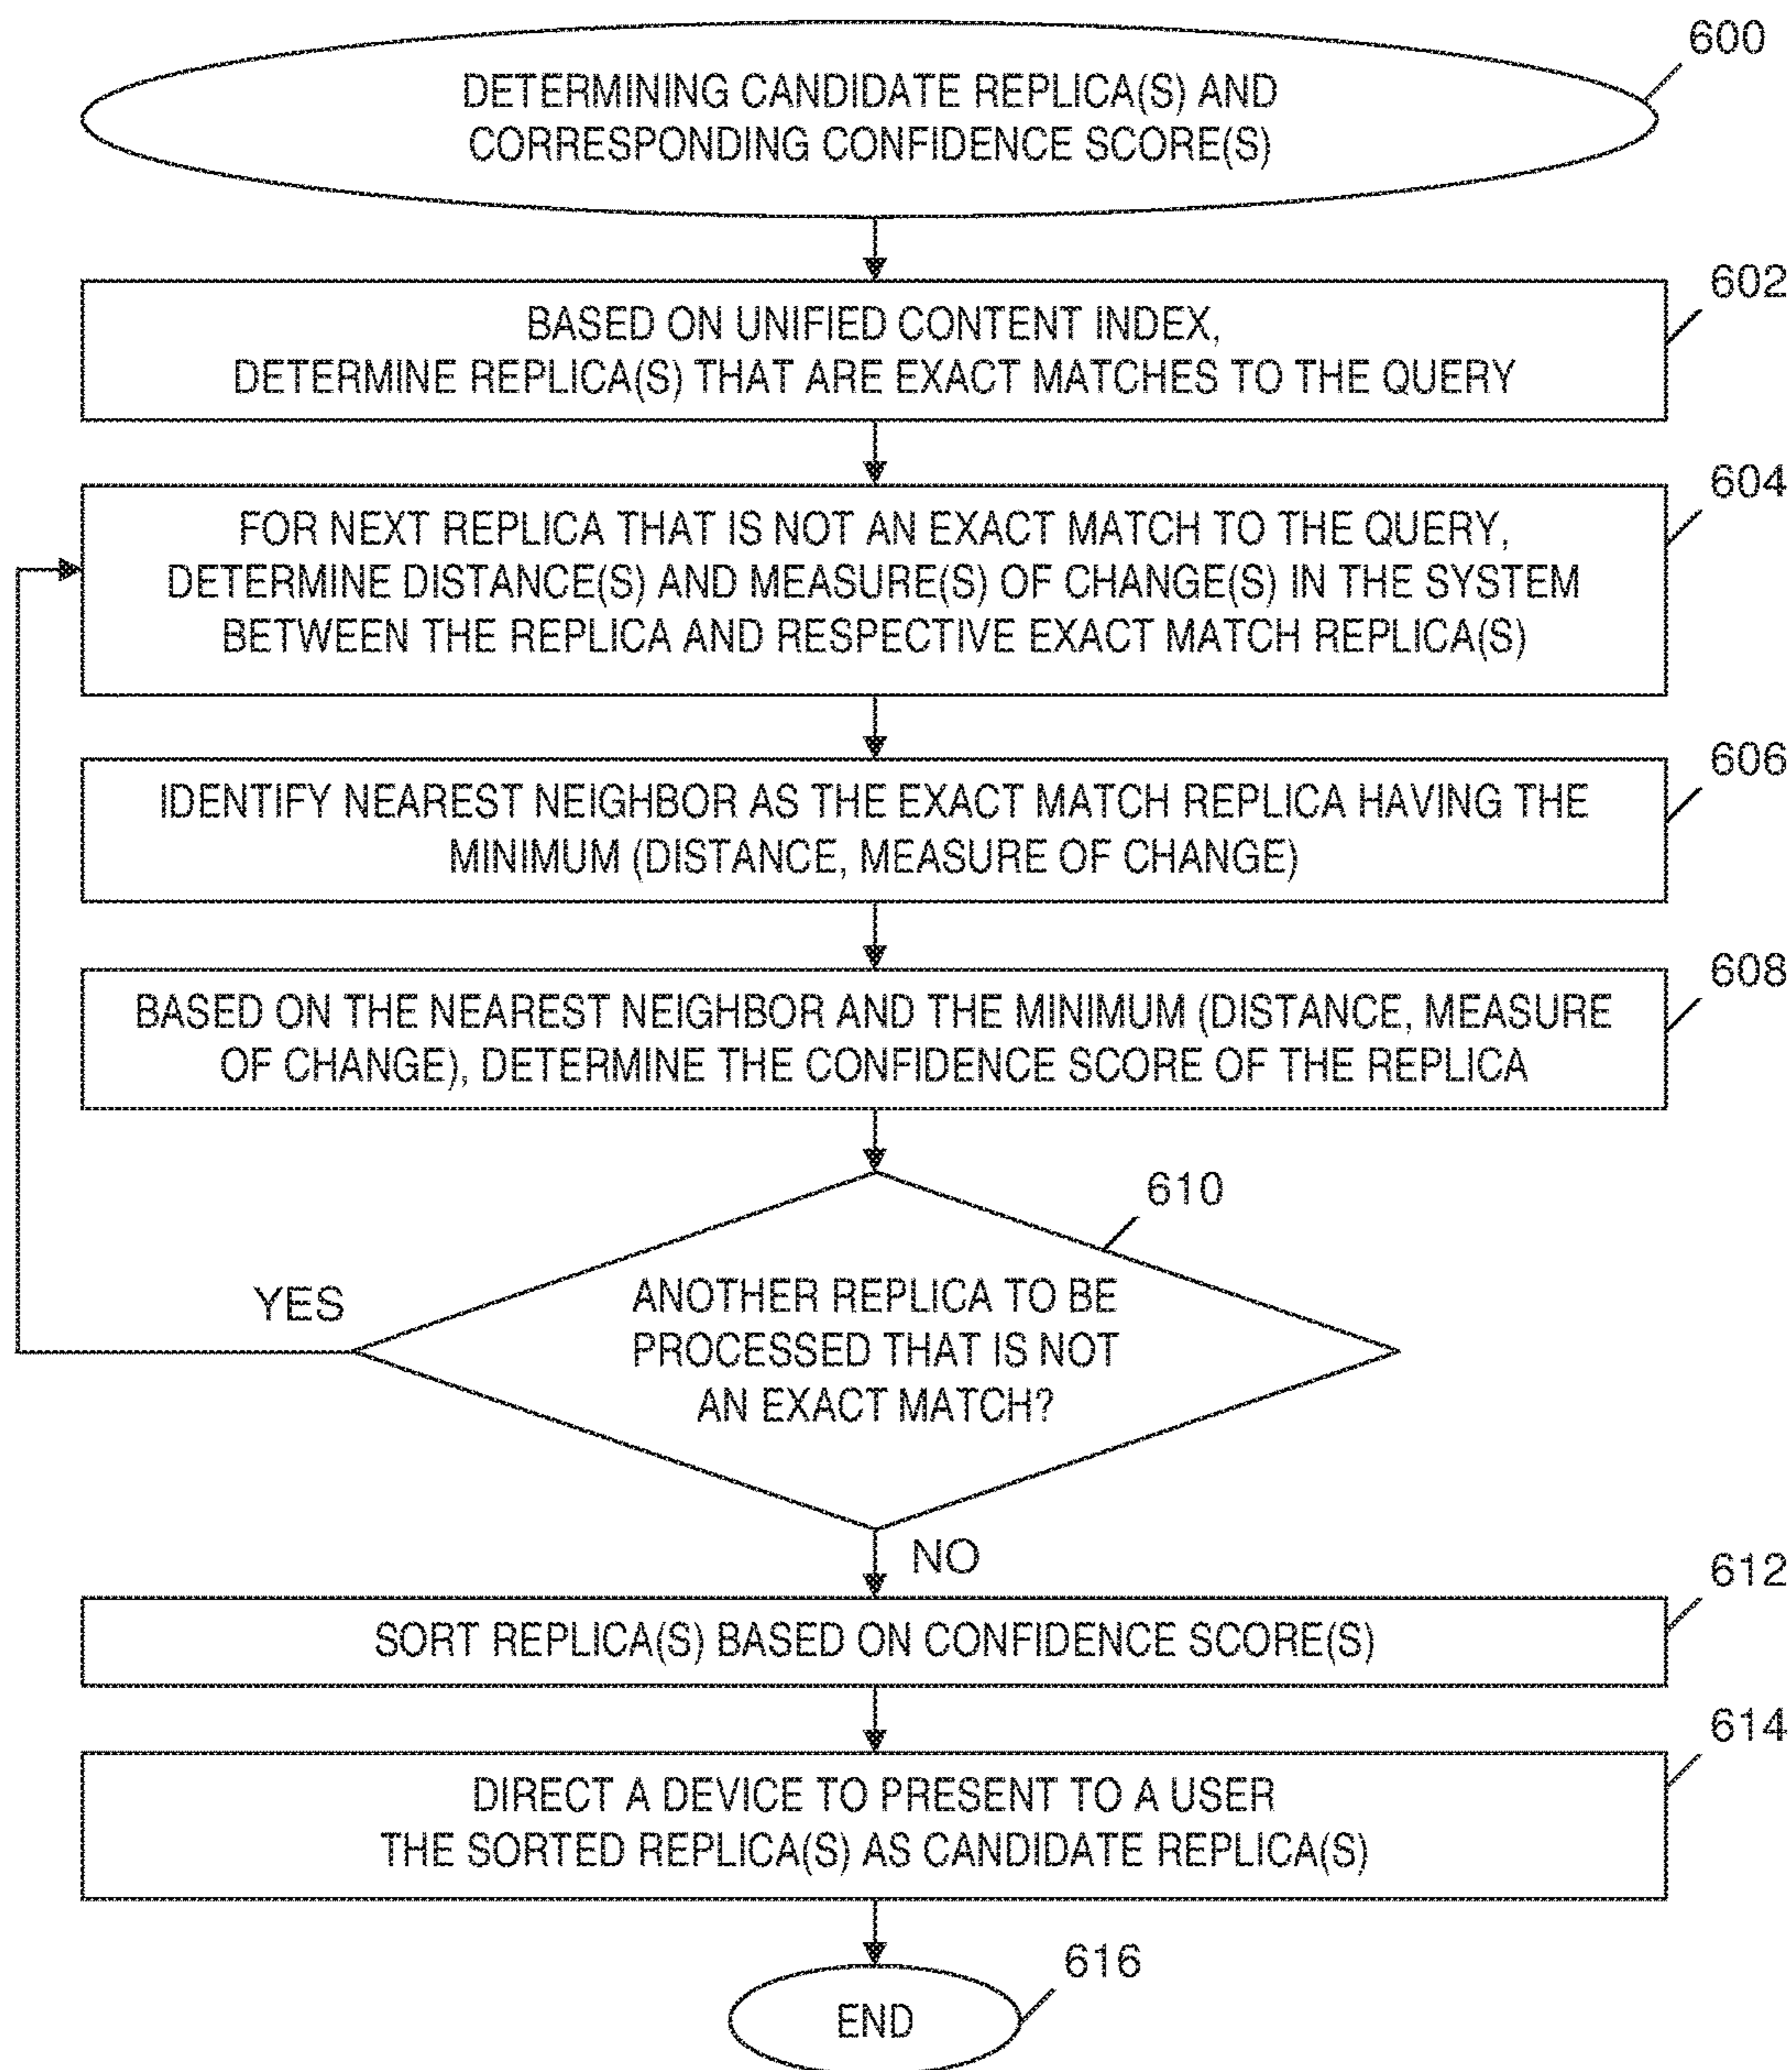 600
DETERMINING CANDIDATE REPLICA(S) AND
CORRESPONDING CONFIDENCE SCORE(S)
602
BASED ON UNIFIED CONTENT INDEX,
DETERMINE REPLICA(S) THAT ARE EXACT MATCHES TO THE QUERY
604
FOR NEXT REPLICA THAT IS NOT AN EXACT MATCH TO THE QUERY,
DETERMINE DISTANCE(S) AND MEASURE(S) OF CHANGE(S) IN THE SYSTEM
BETWEEN THE REPLICA AND RESPECTIVE EXACT MATCH REPLICA(S)
606
IDENTIFY NEAREST NEIGHBOR AS THE EXACT MATCH REPLICA HAVING THE
MINIMUM (DISTANCE, MEASURE OF CHANGE)
608
BASED ON THE NEAREST NEIGHBOR AND THE MINIMUM (DISTANCE, MEASURE
OF CHANGE), DETERMINE THE CONFIDENCE SCORE OF THE REPLICA
610
ANOTHER REPLICA TO BE
PROCESSED THAT IS NOT
AN EXACT MATCH?
YES
NO
612
SORT REPLICA(S) BASED ON CONFIDENCE SCORE(S)
614
DIRECT A DEVICE TO PRESENT TO A USER
THE SORTED REPLICA(S) AS CANDIDATE REPLICA(S)
616
END